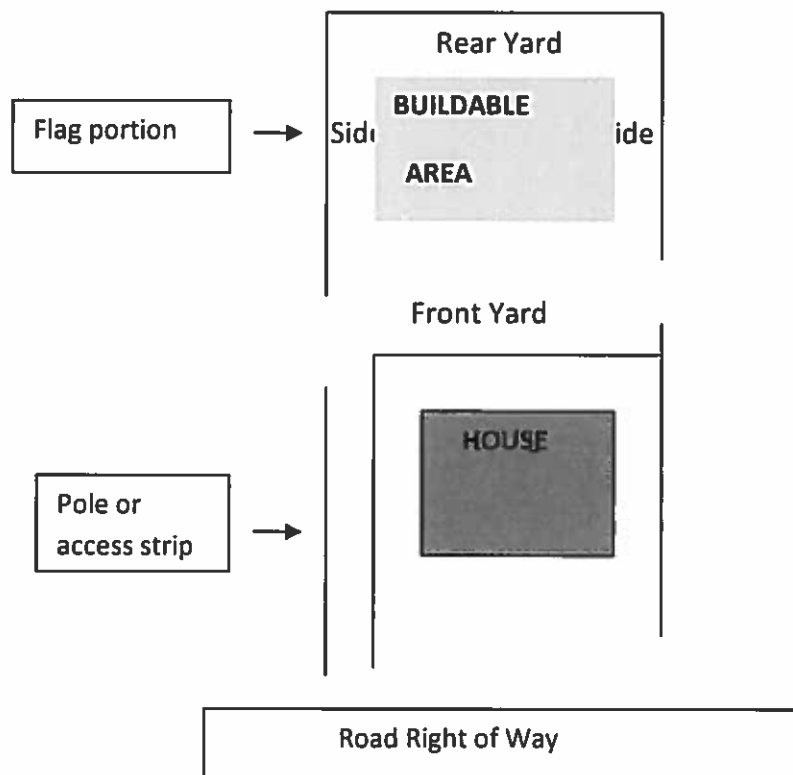 Rear Yard
BUILDABLE
Flag portion
Sid ide
AREA
Front Yard
HOUSE
Pole or
access strip
Road Right of Way